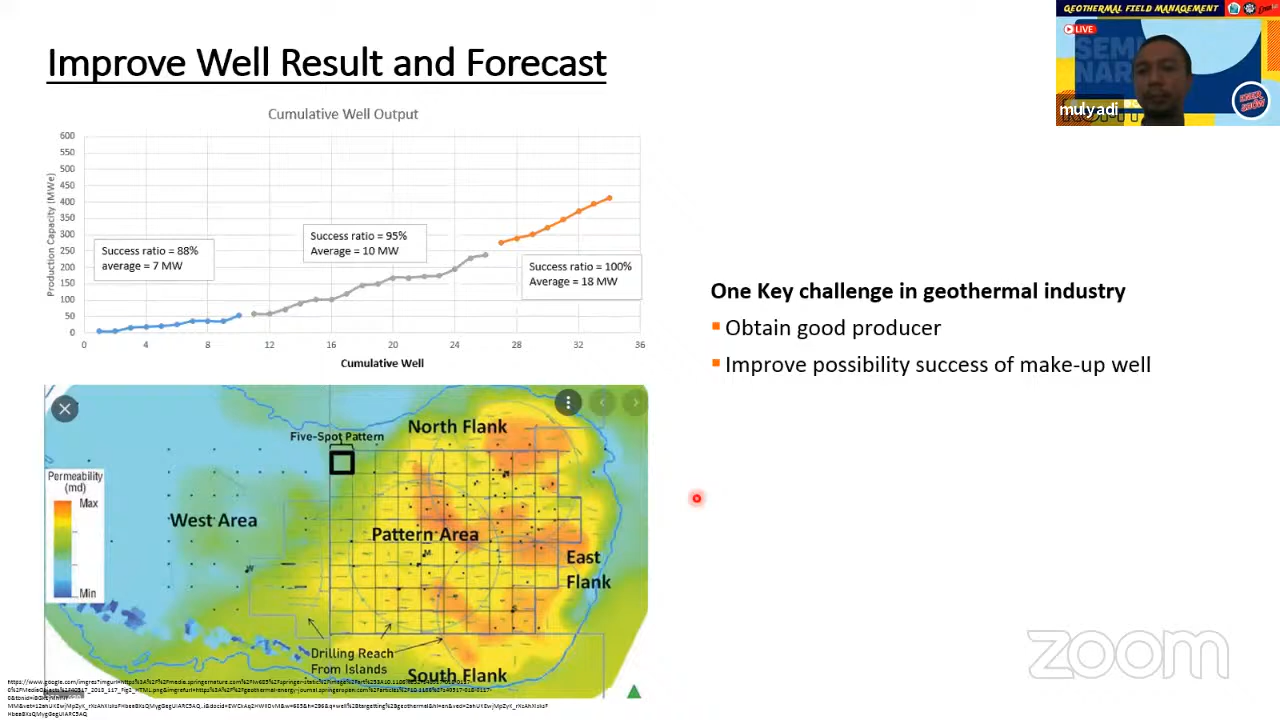 Improve Well Result and Forecast
GEOTHERMAL FIELD MANAGEMENT
LIVE
mulyadi
Cumulative Well Output
Production Capacity (MWe)
600
550
500
450
400
350
300
250
200
150
100
50
0
0 4 8 12 16 20 24 28 32 36
Cumulative Well
Success ratio = 88%
average = 7 MW
Success ratio = 95%
Average = 10 MW
Success ratio = 100%
Average = 18 MW
One Key challenge in geothermal industry
Obtain good producer
Improve possibility success of make-up well
Five-Spot Pattern
North Flank
Permeability
(md)
Max
Min
West Area
Pattern Area
East
Flank
Drilling Reach
From Islands
South Flank
zoom